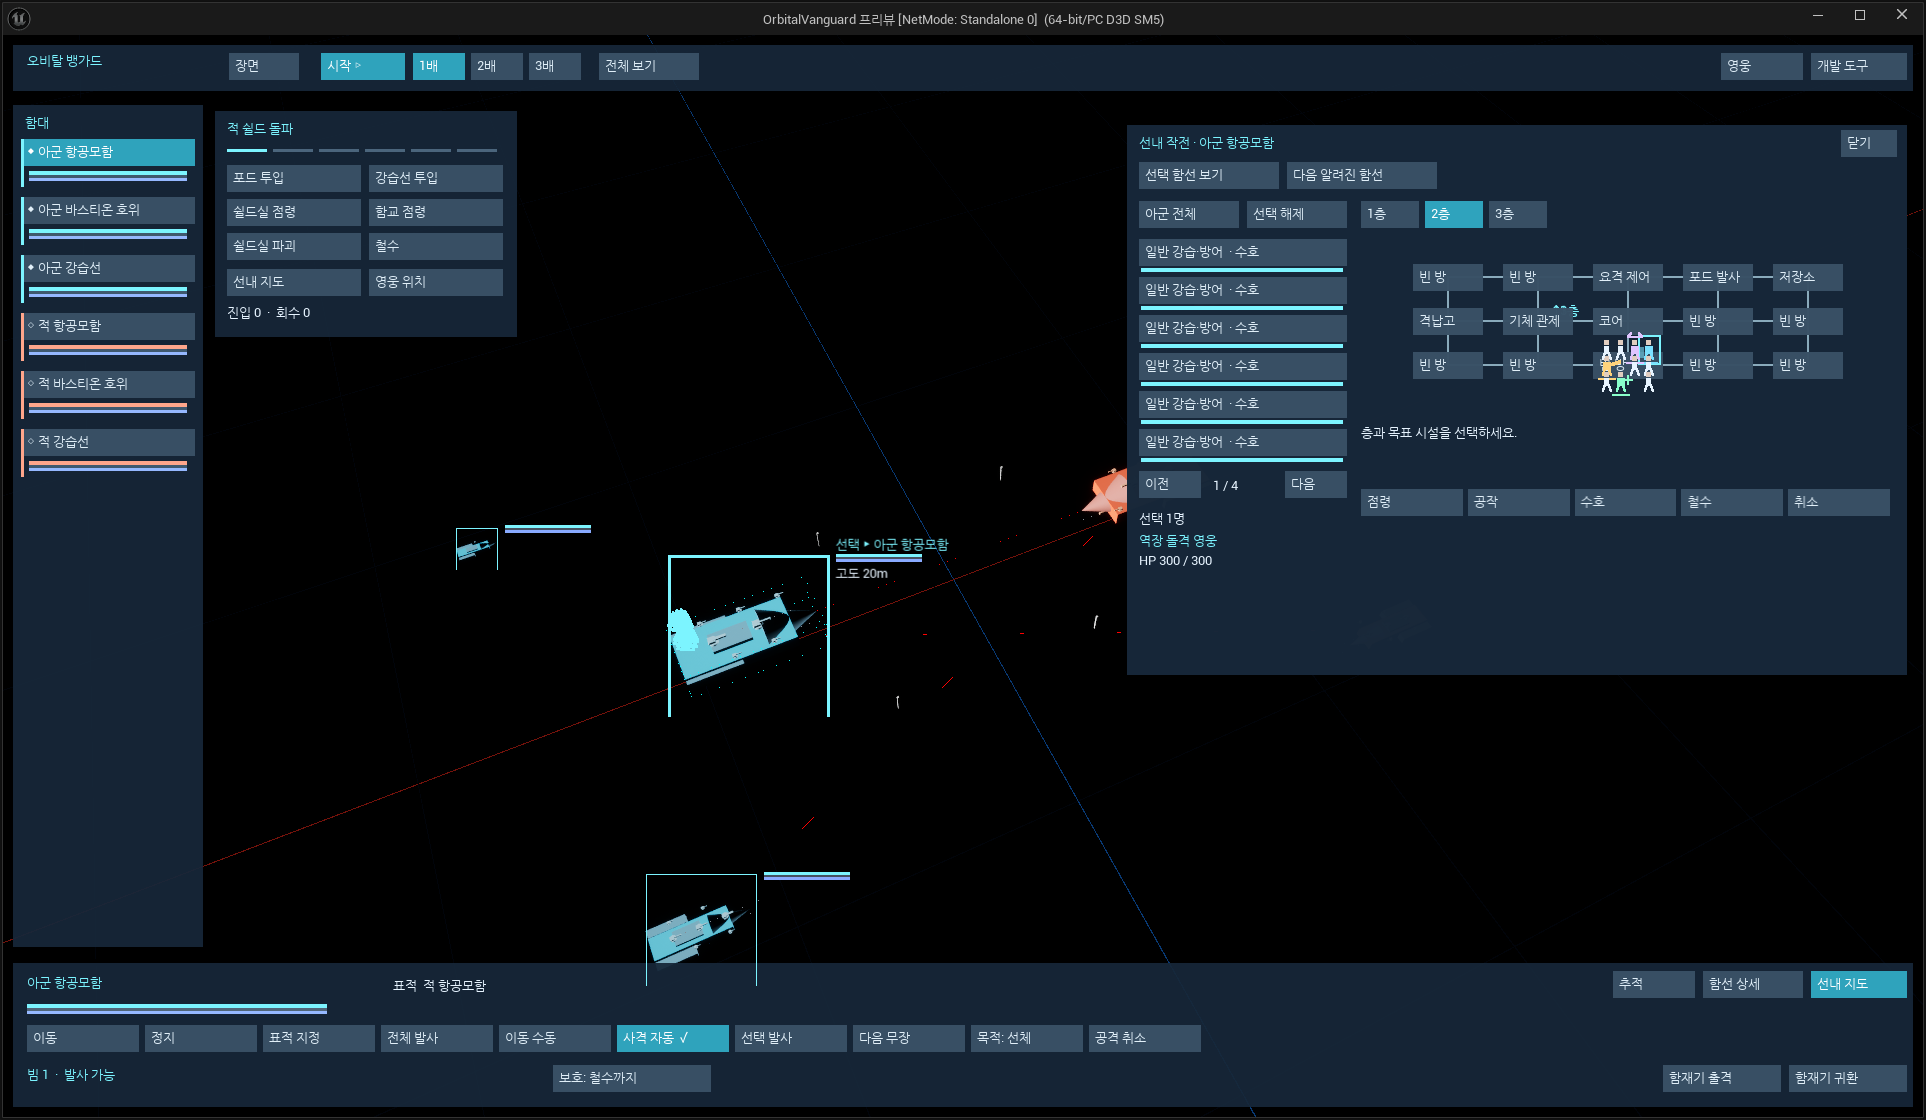 OrbitalVanguard 프리뷰 [NetMode: Standalone 0]  (64-bit/PC D3D SM5)
오비탈 뱅가드
장면
시작
1배
2배
3배
전체 보기
영웅
개발 도구
함대
아군 항공모함
아군 바스티온 호위
아군 강습선
적 항공모함
적 바스티온 호위
적 강습선
적 쉴드 돌파
포드 투입
강습선 투입
쉴드실 점령
함교 점령
쉴드실 파괴
철수
선내 지도
영웅 위치
진입 0 · 회수 0
선택 ▸ 아군 항공모함
고도 20m
선내 작전 · 아군 항공모함
닫기
선택 함선 보기
다음 알려진 함선
아군 전체
선택 해제
1층
2층
3층
일반 강습·방어 · 수호
일반 강습·방어 · 수호
일반 강습·방어 · 수호
일반 강습·방어 · 수호
일반 강습·방어 · 수호
일반 강습·방어 · 수호
이전
1 / 4
다음
선택 1명
역장 돌격 영웅
HP 300 / 300
빈 방
빈 방
요격 제어
포드 발사
저장소
격납고
기체 관제
코어
빈 방
빈 방
빈 방
빈 방
빈 방
빈 방
층과 목표 시설을 선택하세요.
점령
공작
수호
철수
취소
아군 항공모함
표적 적 항공모함
추적
함선 상세
선내 지도
이동
정지
표적 지정
전체 발사
이동 수동
사격 자동 √
선택 발사
다음 무장
목적: 선체
공격 취소
빔 1 · 발사 가능
보호: 철수까지
함재기 출격
함재기 귀환